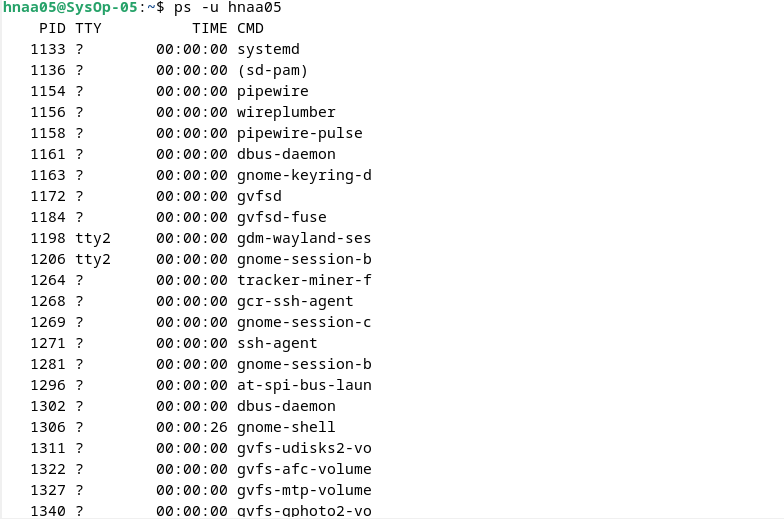 hnaa05@SysOp-05:~$ ps -u hnaa05
    PID TTY          TIME CMD
   1133 ?        00:00:00 systemd
   1136 ?        00:00:00 (sd-pam)
   1154 ?        00:00:00 pipewire
   1156 ?        00:00:00 wireplumber
   1158 ?        00:00:00 pipewire-pulse
   1161 ?        00:00:00 dbus-daemon
   1163 ?        00:00:00 gnome-keyring-d
   1172 ?        00:00:00 gvfsd
   1184 ?        00:00:00 gvfsd-fuse
   1198 tty2     00:00:00 gdm-wayland-ses
   1206 tty2     00:00:00 gnome-session-b
   1264 ?        00:00:00 tracker-miner-f
   1268 ?        00:00:00 gcr-ssh-agent
   1269 ?        00:00:00 gnome-session-c
   1271 ?        00:00:00 ssh-agent
   1281 ?        00:00:00 gnome-session-b
   1296 ?        00:00:00 at-spi-bus-laun
   1302 ?        00:00:00 dbus-daemon
   1306 ?        00:00:26 gnome-shell
   1311 ?        00:00:00 gvfs-udisks2-vo
   1322 ?        00:00:00 gvfs-afc-volume
   1327 ?        00:00:00 gvfs-mtp-volume
   1340 ?        00:00:00 gvfs-gphoto2-vo